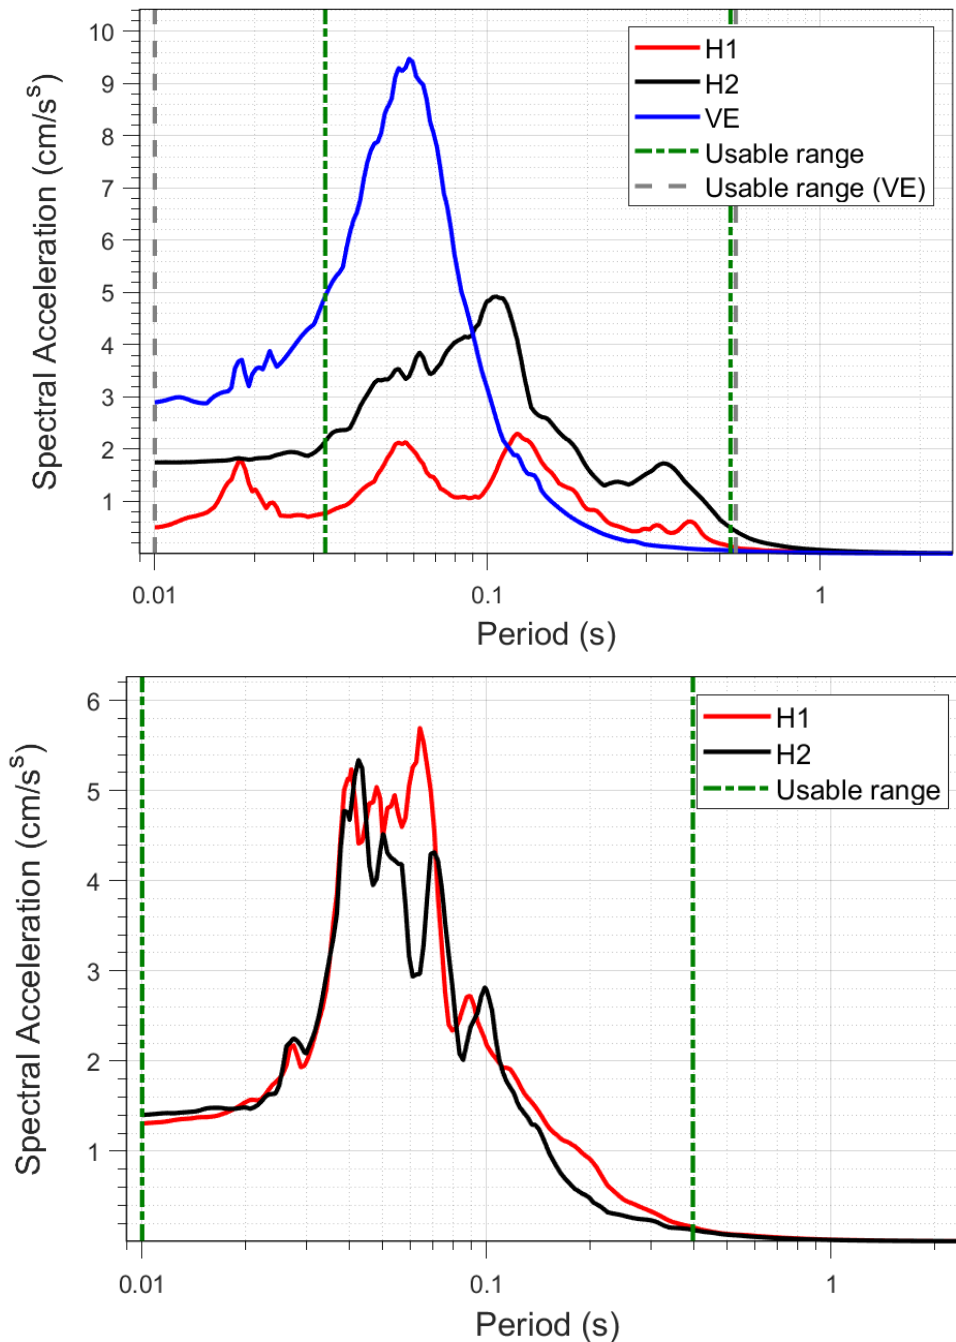 10
9
8
7
6
5
4
3
2
1
Spectral Acceleration (cm/s^s)
H1
H2
VE
Usable range
Usable range (VE)
0.01
0.1
1
Period (s)
6
5
4
3
2
1
Spectral Acceleration (cm/s^s)
H1
H2
Usable range
0.01
0.1
1
Period (s)